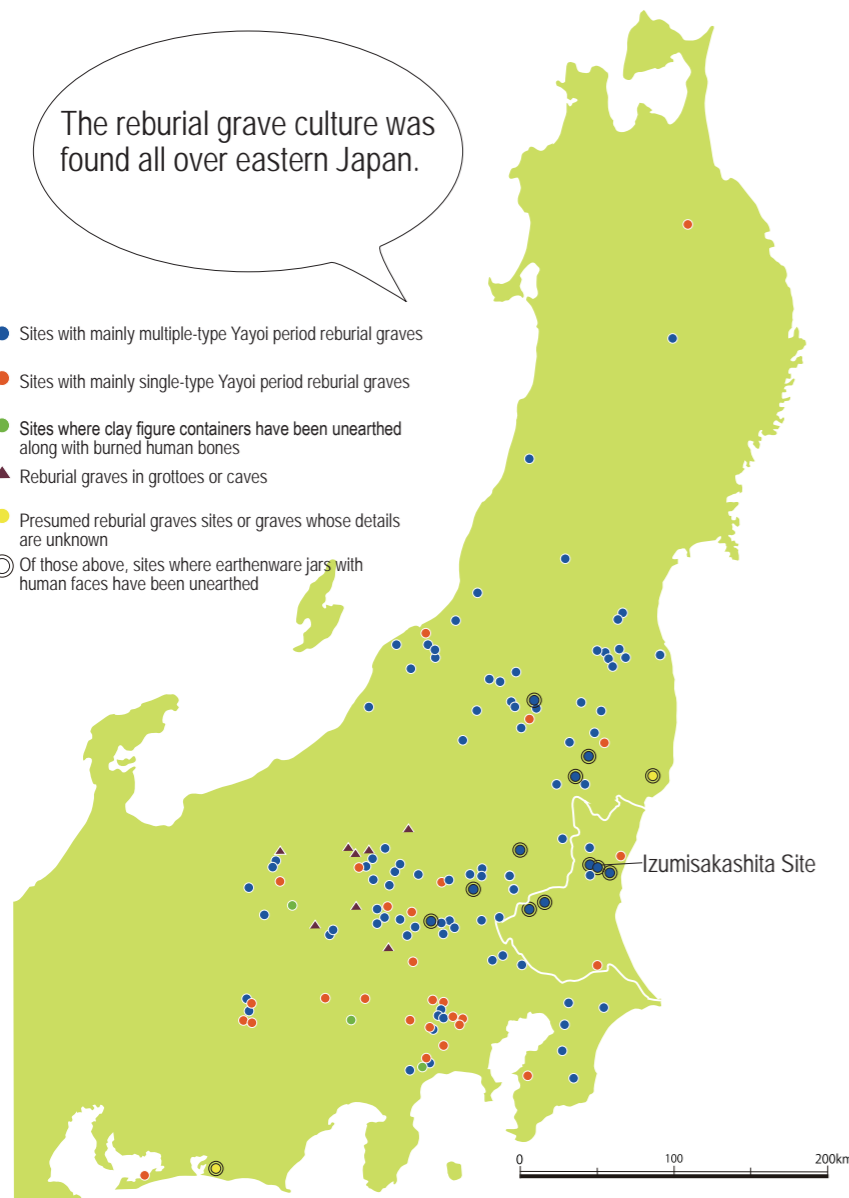 The reburial grave culture was
found all over eastern Japan.
Sites with mainly multiple-type Yayoi period reburial graves
Sites with mainly single-type Yayoi period reburial graves
Sites where clay figure containers have been unearthed
along with burned human bones
Reburial graves in grottoes or caves
Presumed reburial graves sites or graves whose details
are unknown
Of those above, sites where earthenware jars with
human faces have been unearthed
Izumisakashita Site
0 100 200km